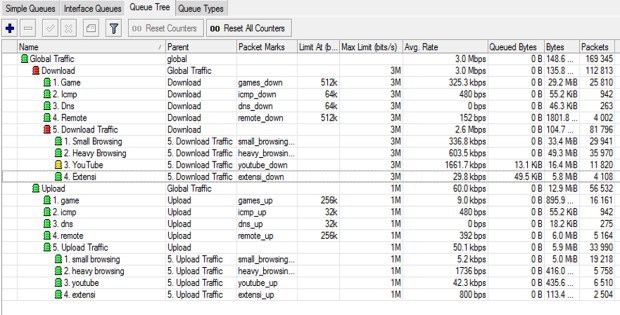 Simple Queues Interface Queues Queue Tree Queue Types
00 Reset Counters 00 Reset All Counters
Name Parent Packet Marks Limit At (b... Max Limit (bits/s) Avg. Rate Queued Bytes Bytes Packets
Global Traffic global 3.0 Mbps 0 B 148.6 ... 169 345
Download Global Traffic 3M 3.0 Mbps 0 B 135.8 ... 112 813
1. Game Download games_down 512k 3M 325.3 kbps 0 B 29.2 MiB 25 810
2. Icmp Download icmp_down 64k 3M 480 bps 0 B 55.2 KiB 942
3. Dns Download dns_down 64k 3M 0 bps 0 B 46.3 KiB 263
4. Remote Download remote_down 512k 3M 152 bps 0 B 1801.8 ... 4 002
5. Download Traffic Download 3M 2.6 Mbps 0 B 104.7 ... 81 796
1. Small Browsing 5. Download Traffic small_browsing... 3M 336.8 kbps 0 B 33.4 MiB 29 941
2. Heavy Browsing 5. Download Traffic heavy_browsin... 3M 603.5 kbps 0 B 49.3 MiB 35 970
3. YouTube 5. Download Traffic youtube_down 3M 1661.7 kbps 13.1 KiB 16.4 MiB 11 820
4. Extensi 5. Download Traffic extensi_down 3M 29.8 kbps 49.5 KiB 5.8 MiB 4 108
Upload Global Traffic 1M 60.0 kbps 0 B 12.9 MiB 56 532
1. game Upload games_up 256k 1M 9.0 kbps 0 B 895.9 ... 16 161
2. icmp Upload icmp_up 32k 1M 480 bps 0 B 55.2 KiB 942
3. dns Upload dns_up 32k 1M 0 bps 0 B 18.2 KiB 275
4. remote Upload remote_up 256k 1M 392 bps 0 B 6.0 MiB 5 164
5. Upload Traffic Upload 1M 50.1 kbps 0 B 5.9 MiB 33 990
1. small browsing 5. Upload Traffic small_browsing... 1M 5.2 kbps 0 B 5.0 MiB 19 218
2. heavy browsing 5. Upload Traffic heavy_browsin... 1M 1736 bps 0 B 416.0 ... 5 758
3. youtube 5. Upload Traffic youtube_up 1M 42.3 kbps 0 B 435.6 ... 6 510
4. extensi 5. Upload Traffic extensi_up 1M 800 bps 0 B 113.4 ... 2 504